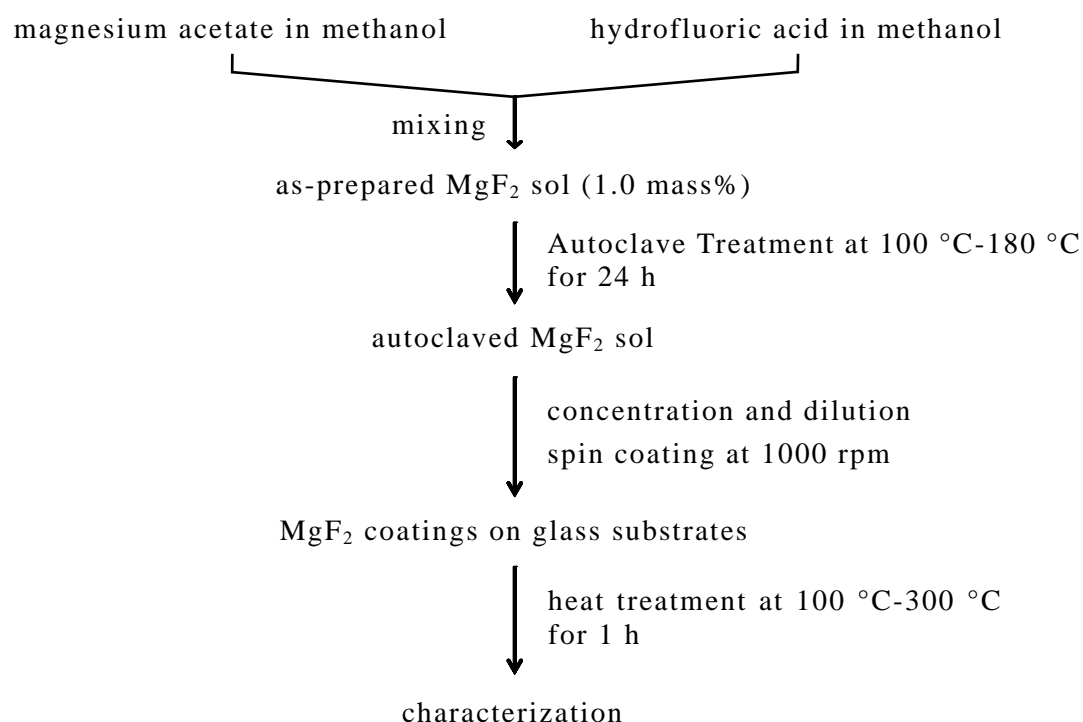 magnesium acetate in methanol
hydrofluoric acid in methanol
mixing
as-prepared MgF₂ sol (1.0 mass%)
Autoclave Treatment at 100 °C-180 °C
for 24 h
autoclaved MgF₂ sol
concentration and dilution
spin coating at 1000 rpm
MgF₂ coatings on glass substrates
heat treatment at 100 °C-300 °C
for 1 h
characterization